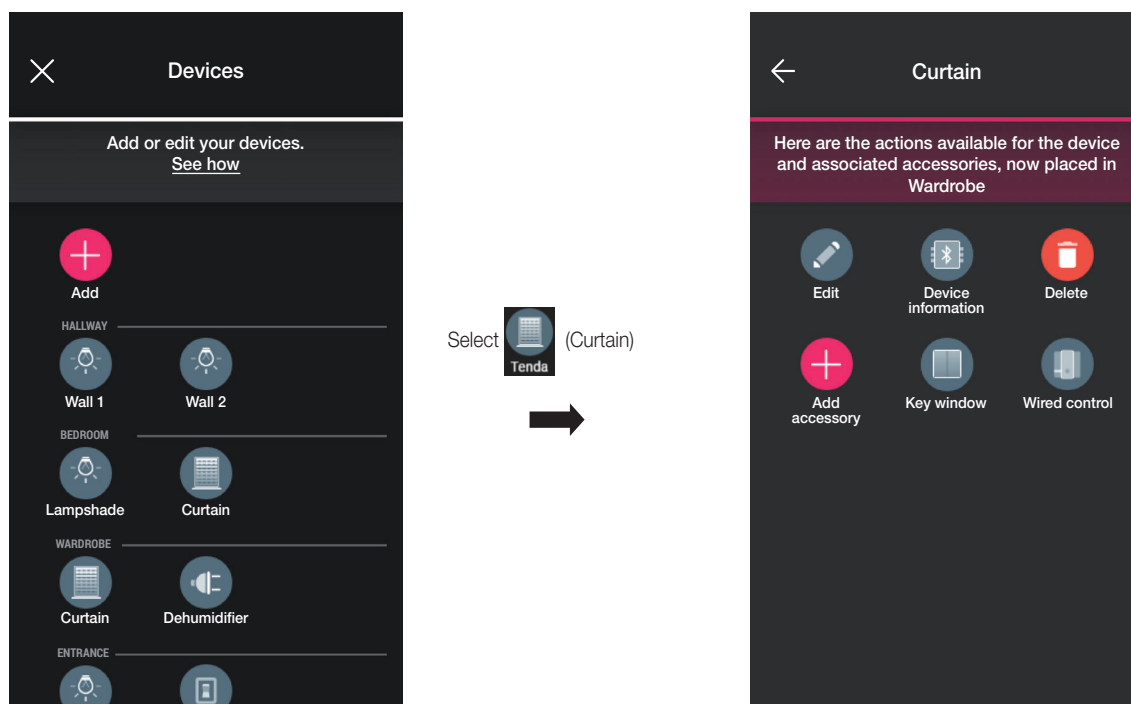 Devices
Add or edit your devices.
See how
Add
HALLWAY
Wall 1 Wall 2
BEDROOM
Lampshade Curtain
WARDROBE
Curtain Dehumidifier
ENTRANCE
Select Tenda (Curtain)
Curtain
Here are the actions available for the device
and associated accessories, now placed in
Wardrobe
Edit Device information Delete
Add accessory Key window Wired control